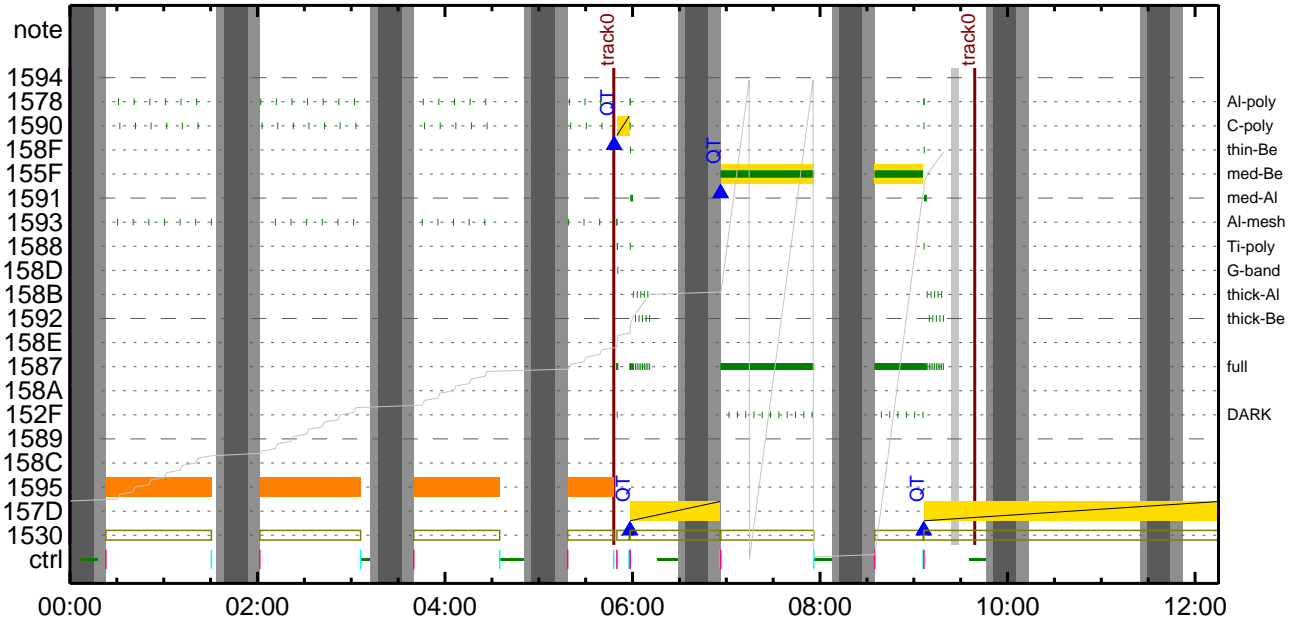 note
track0
track0
1594
1578 QT Al-poly
1590 C-poly
158F QT thin-Be
155F med-Be
1591 med-Al
1593 Al-mesh
1588 Ti-poly
158D G-band
158B thick-Al
1592 thick-Be
158E
1587 full
158A
152F DARK
1589
158C
1595 QT QT
157D
1530
ctrl
00:00 02:00 04:00 06:00 08:00 10:00 12:00